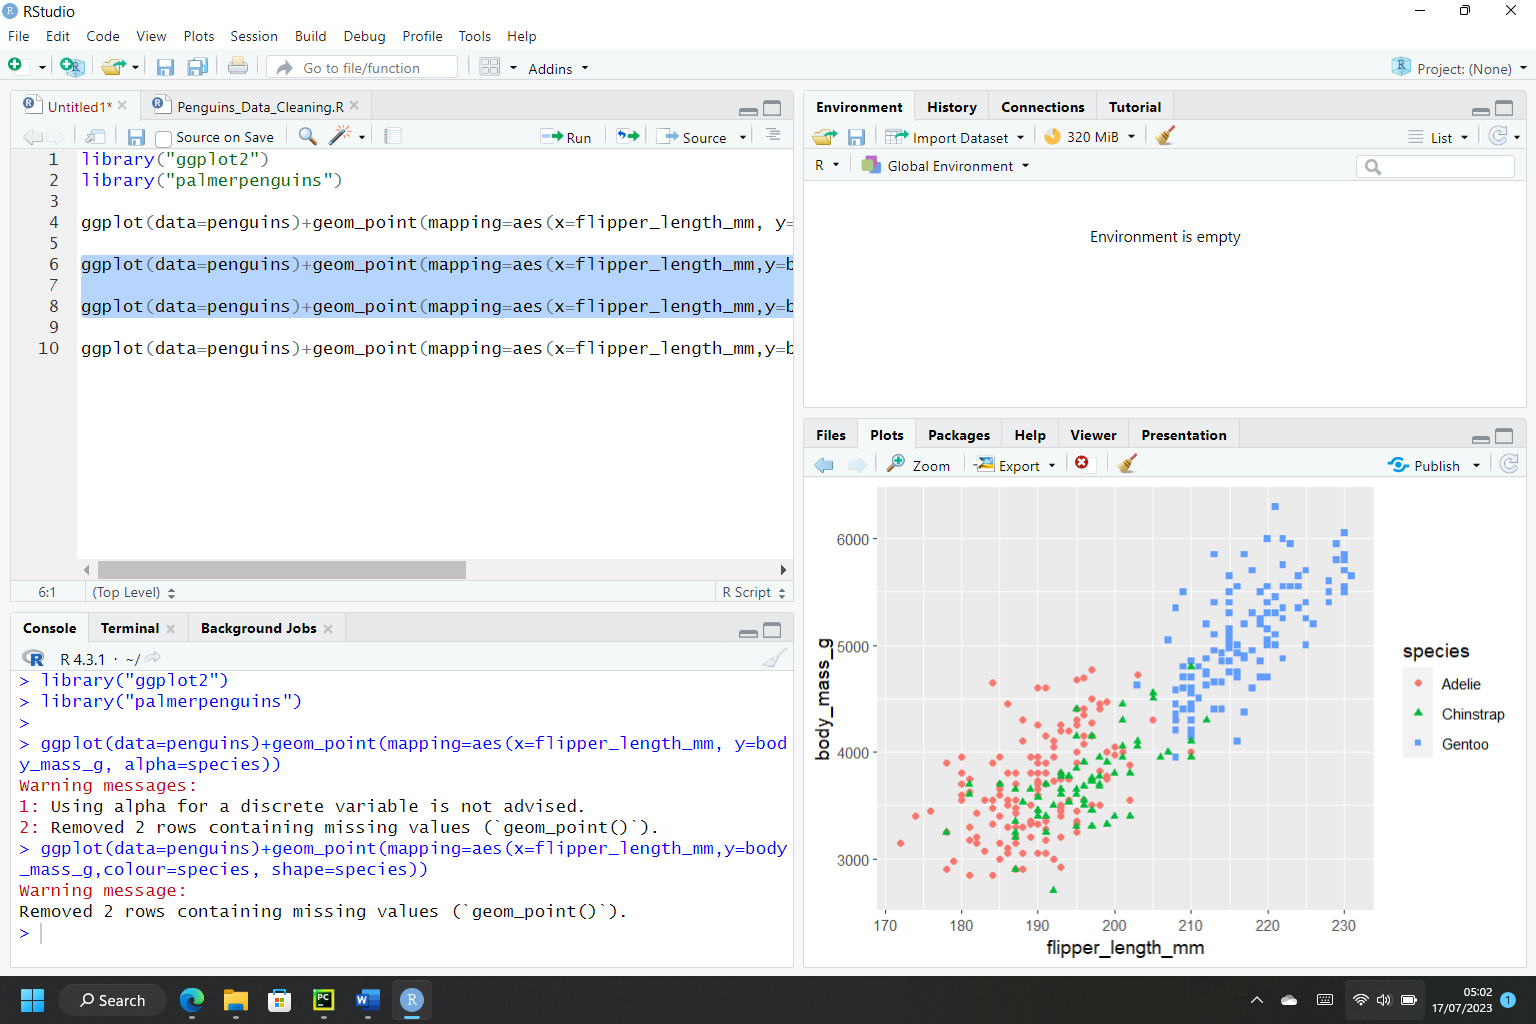 RStudio
File Edit Code View Plots Session Build Debug Profile Tools Help
Go to file/function Addins Project: (None)
Untitled1* Penguins_Data_Cleaning.R
Source on Save Run Source
1 library("ggplot2")
2 library("palmerpenguins")
3
4 ggplot(data=penguins)+geom_point(mapping=aes(x=flipper_length_mm, y=
5
6 ggplot(data=penguins)+geom_point(mapping=aes(x=flipper_length_mm,y=b
7
8 ggplot(data=penguins)+geom_point(mapping=aes(x=flipper_length_mm,y=b
9
10 ggplot(data=penguins)+geom_point(mapping=aes(x=flipper_length_mm,y=b
6:1 (Top Level) R Script
Console Terminal Background Jobs
R R 4.3.1 · ~/
> library("ggplot2")
> library("palmerpenguins")
>
> ggplot(data=penguins)+geom_point(mapping=aes(x=flipper_length_mm, y=bod
y_mass_g, alpha=species))
Warning messages:
1: Using alpha for a discrete variable is not advised.
2: Removed 2 rows containing missing values (`geom_point()`).
> ggplot(data=penguins)+geom_point(mapping=aes(x=flipper_length_mm,y=body
_mass_g,colour=species, shape=species))
Warning message:
Removed 2 rows containing missing values (`geom_point()`).
>
Environment History Connections Tutorial
Import Dataset 320 MiB List
R Global Environment
Environment is empty
Files Plots Packages Help Viewer Presentation
Zoom Export Publish
body_mass_g
6000
5000
4000
3000
170 180 190 200 210 220 230
flipper_length_mm
species
Adelie
Chinstrap
Gentoo
Search PC W R
05:02
17/07/2023 1